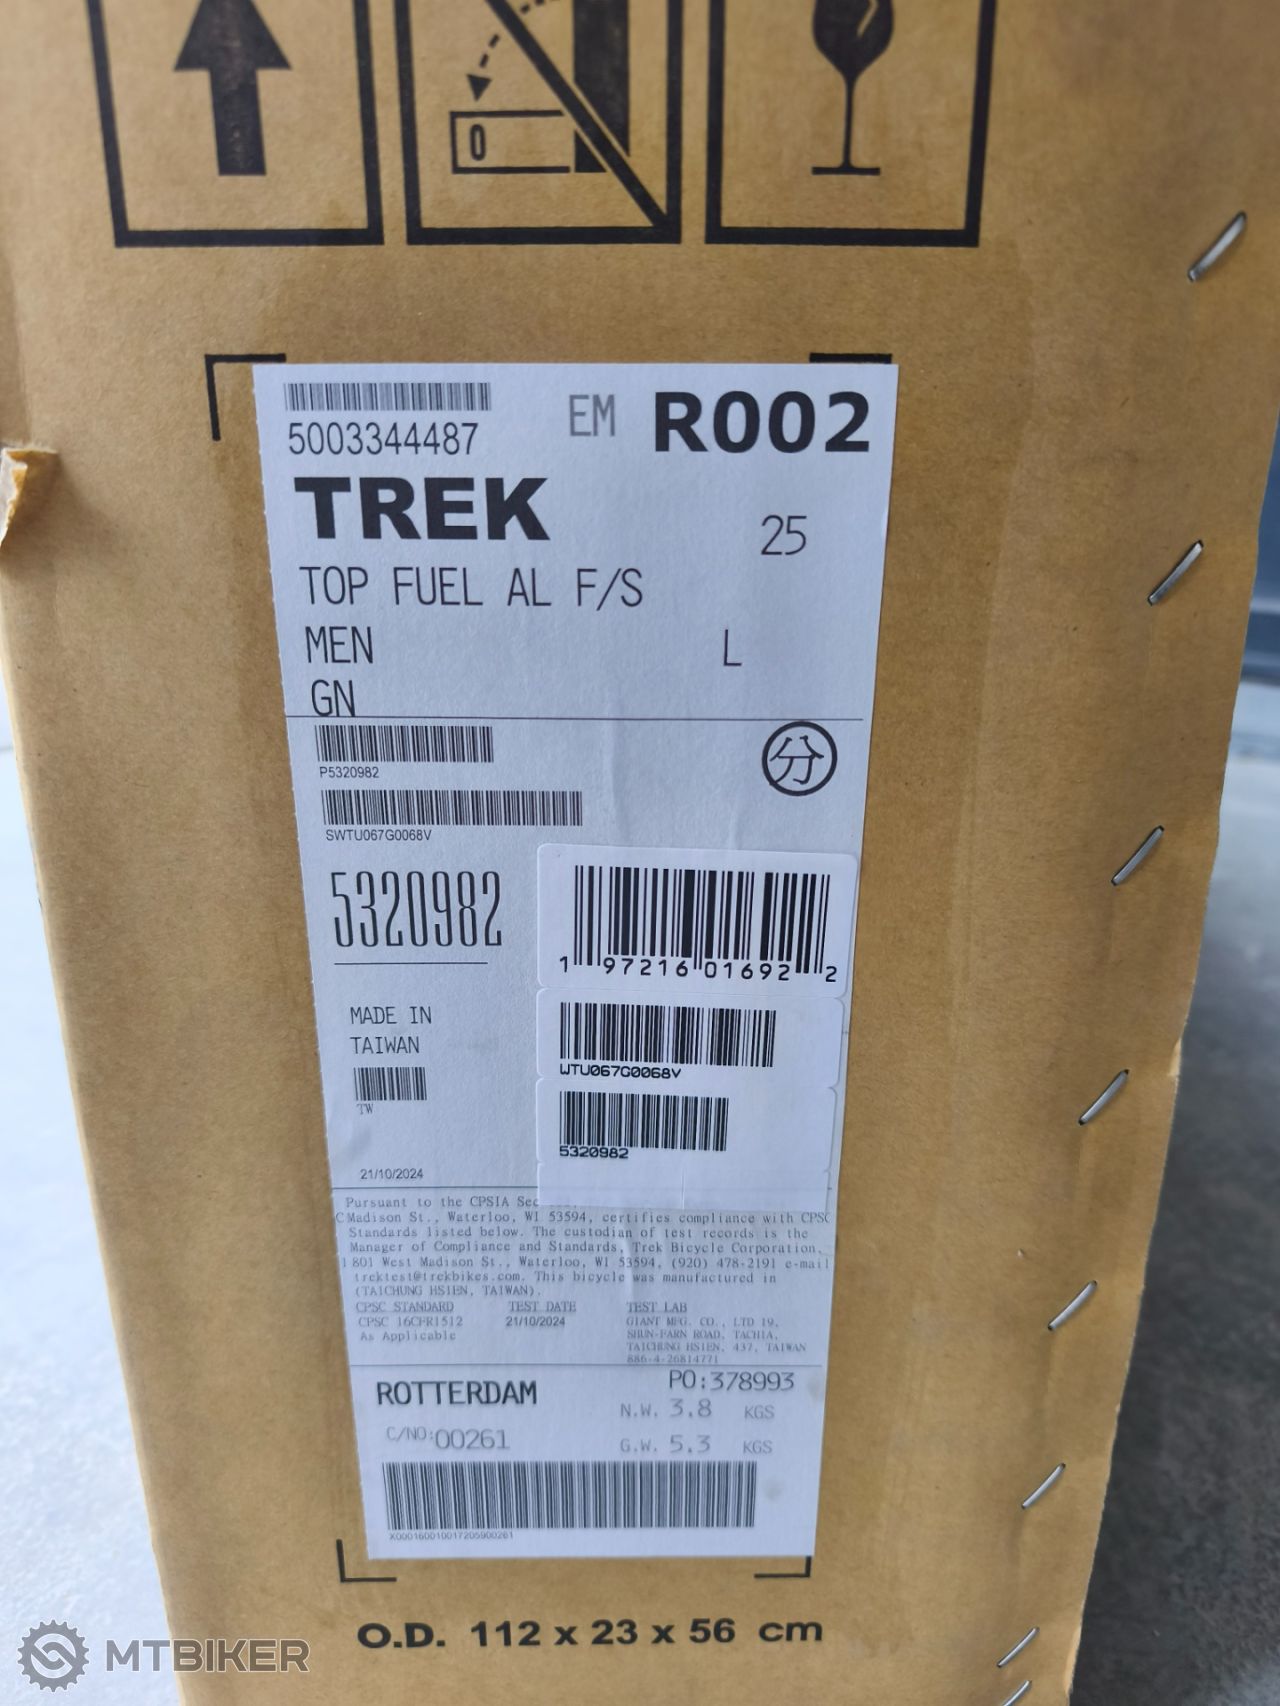 0
5003344487
EM
R002
TREK
25
TOP FUEL AL F/S
MEN
L
GN
P5320982
分
SWTU067G0068V
5320982
1 97216 01692 2
MADE IN
TAIWAN
WTU067G0068V
TW
5320982
21/10/2024
Pursuant to the CPSIA Sec
Madison St., Waterloo, WI 53594, certifies compliance with CPSC
Standards listed below. The custodian of test records is the
Manager of Compliance and Standards, Trek Bicycle Corporation,
801 West Madison St., Waterloo, WI 53594, (920) 478-2191 e-mail
trektest@trekbikes.com. This bicycle was manufactured in
(TAICHUNG HSIEN, TAIWAN).
CPSC STANDARD TEST DATE TEST LAB
CPSC 16CFR1512 21/10/2024 GIANT MFG. CO., LTD 19,
As Applicable SHUN-FARN ROAD, TACHIA,
TAICHUNG HSIEN, 437, TAIWAN
886-4-26814771
ROTTERDAM
PO:378993
N.W. 3.8 KGS
C/NO:00261
G.W. 5.3 KGS
X000160010017205900261
O.D. 112 x 23 x 56 cm
MTBIKER